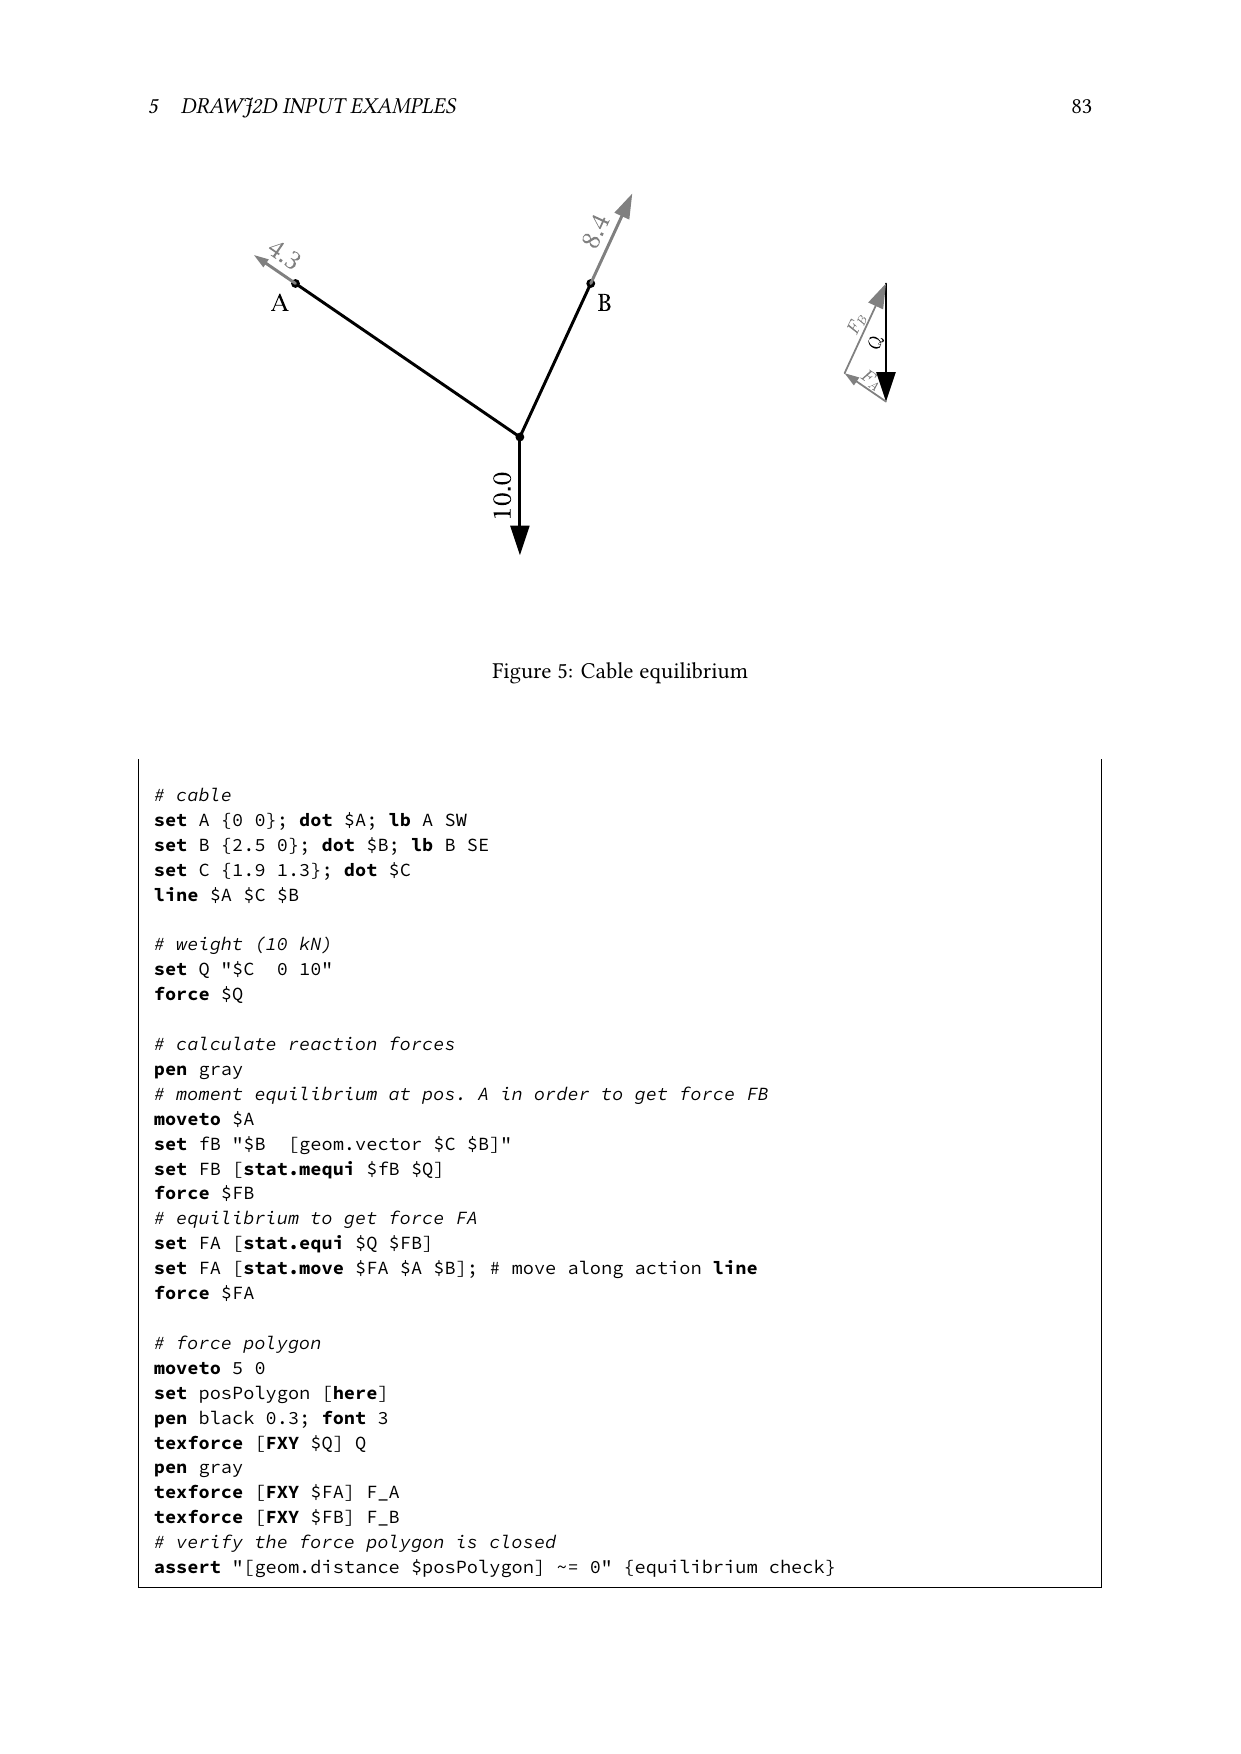 5 DRAWJ2D INPUT EXAMPLES 83
4.3
8.4
A
B
10.0
F_B
Q
F_A
Figure 5: Cable equilibrium
# cable
set A {0 0}; dot $A; lb A SW
set B {2.5 0}; dot $B; lb B SE
set C {1.9 1.3}; dot $C
line $A $C $B
# weight (10 kN)
set Q "$C  0 10"
force $Q
# calculate reaction forces
pen gray
# moment equilibrium at pos. A in order to get force FB
moveto $A
set fB "$B  [geom.vector $C $B]"
set FB [stat.mequi $fB $Q]
force $FB
# equilibrium to get force FA
set FA [stat.equi $Q $FB]
set FA [stat.move $FA $A $B]; # move along action line
force $FA
# force polygon
moveto 5 0
set posPolygon [here]
pen black 0.3; font 3
texforce [FXY $Q] Q
pen gray
texforce [FXY $FA] F_A
texforce [FXY $FB] F_B
# verify the force polygon is closed
assert "[geom.distance $posPolygon] ~= 0" {equilibrium check}